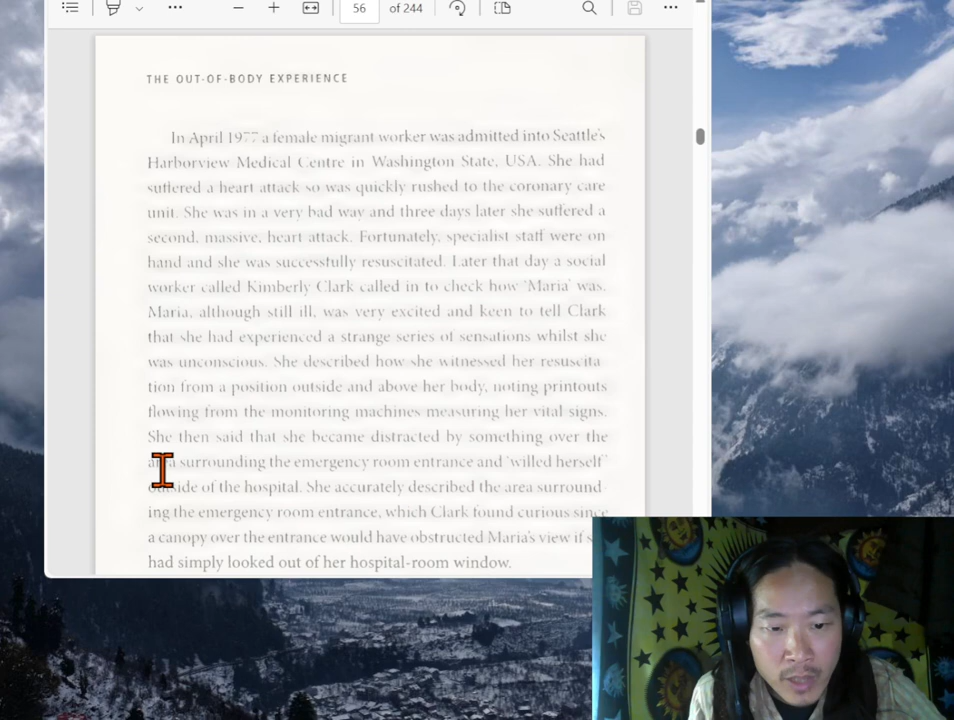 56 of 244
THE OUT-OF-BODY EXPERIENCE
In April 1977 a female migrant worker was admitted into Seattle's
Harborview Medical Centre in Washington State, USA. She had
suffered a heart attack so was quickly rushed to the coronary care
unit. She was in a very bad way and three days later she suffered a
second, massive, heart attack. Fortunately, specialist staff were on
hand and she was successfully resuscitated. Later that day a social
worker called Kimberly Clark called in to check how 'Maria' was.
Maria, although still ill, was very excited and keen to tell Clark
that she had experienced a strange series of sensations whilst she
was unconscious. She described how she witnessed her resuscita-
tion from a position outside and above her body, noting printouts
flowing from the monitoring machines measuring her vital signs.
She then said that she became distracted by something over the
area surrounding the emergency room entrance and 'willed herself'
outside of the hospital. She accurately described the area surround-
ing the emergency room entrance, which Clark found curious since
a canopy over the entrance would have obstructed Maria's view if
had simply looked out of her hospital-room window.